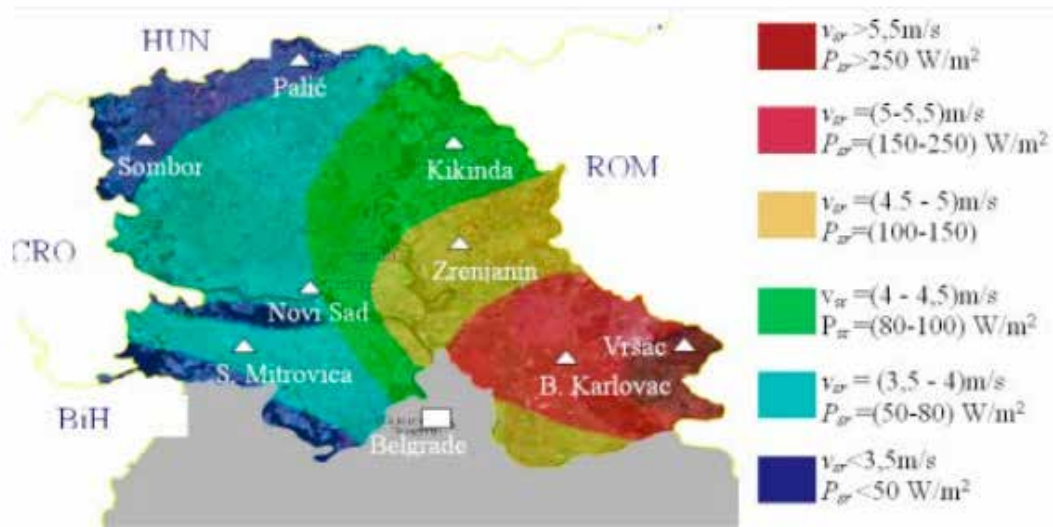 HUN
Palić
Sombor
Kikinda
ROM
CRO
Zrenjanin
Novi Sad
Vršac
S. Mitrovica
B. Karlovac
BiH
Belgrade
v_sr >5,5m/s
P_sr>250 W/m²
v_sr =(5-5,5)m/s
P_sr=(150-250) W/m²
v_sr =(4.5 - 5)m/s
P_sr=(100-150)
v_sr =(4 - 4,5)m/s
P_sr=(80-100) W/m²
v_sr = (3,5 - 4)m/s
P_sr=(50-80) W/m²
v_sr<3,5m/s
P_sr<50 W/m²